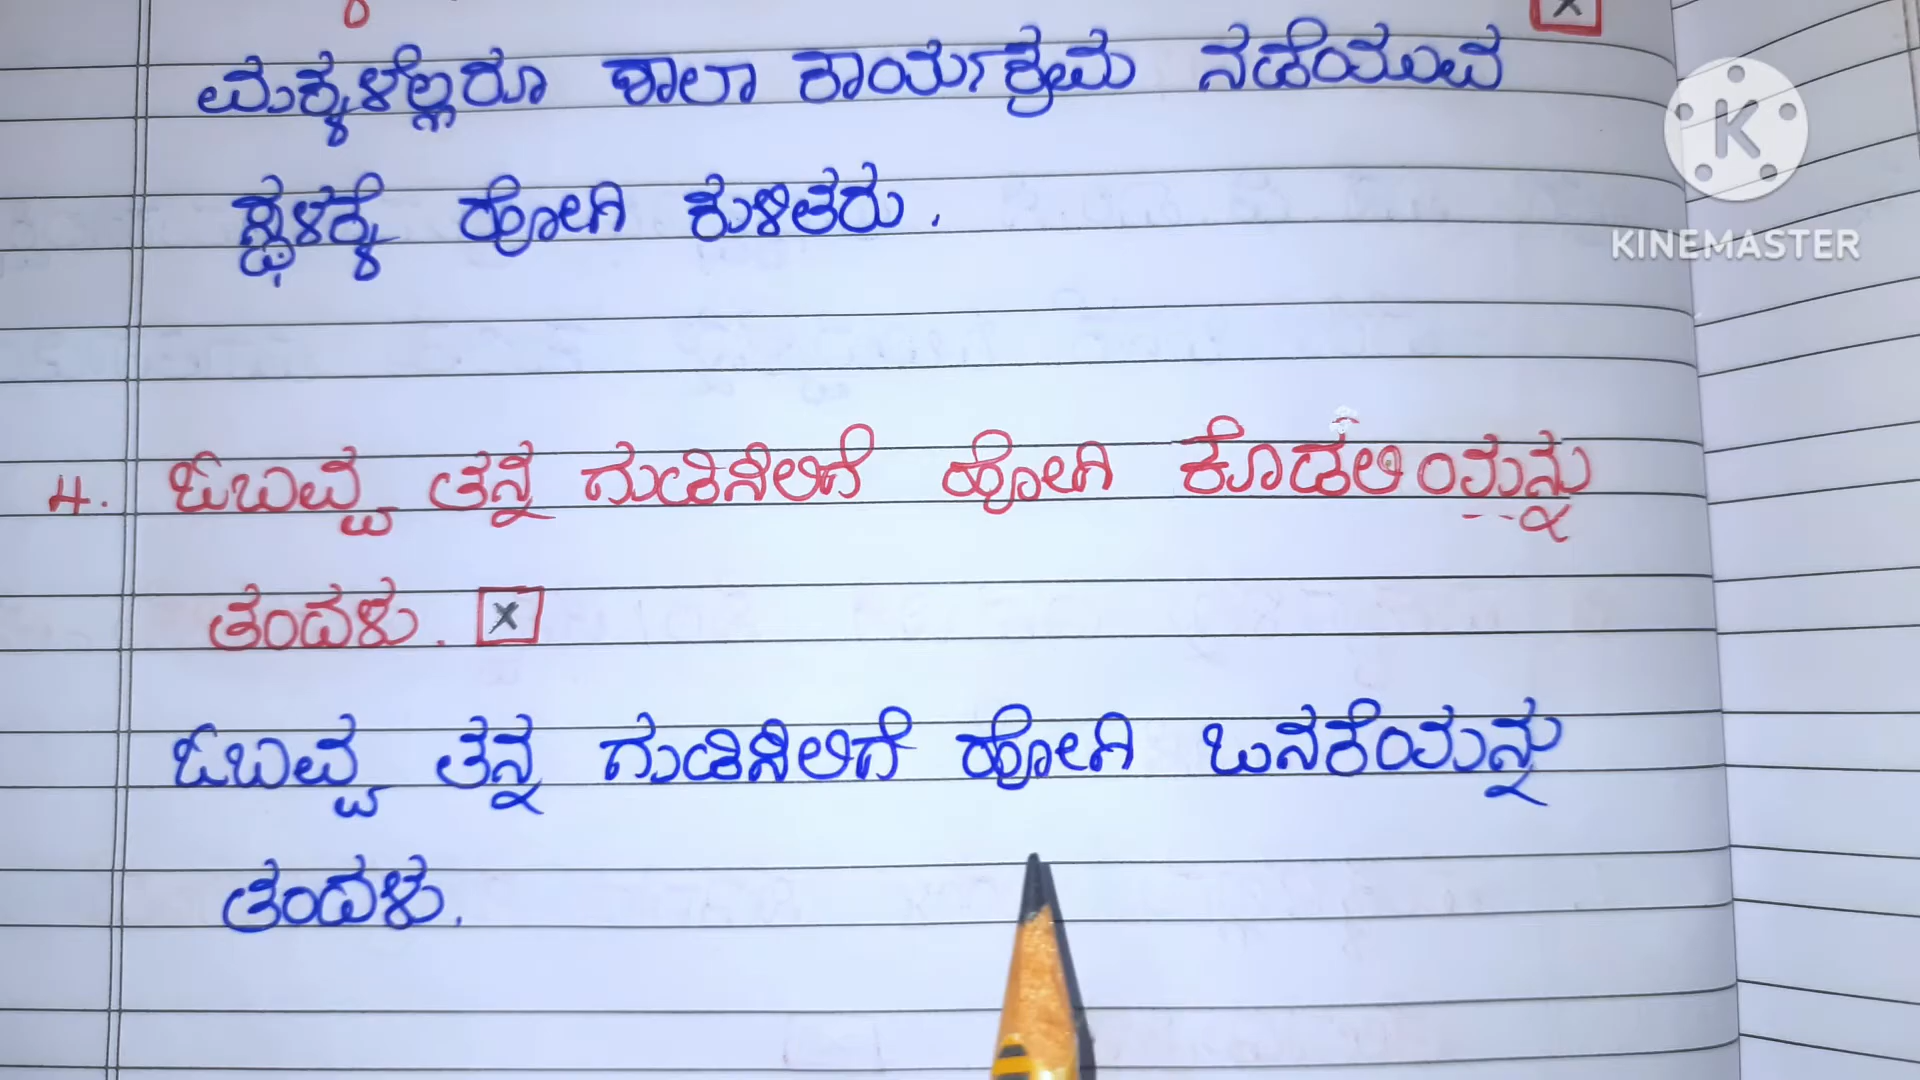 ಮಕ್ಕಳೆಲ್ಲರೂ ಶಾಲಾ ಕಾರ್ಯಕ್ರಮ ನಡೆಯುವ
ಸ್ಥಳಕ್ಕೆ ಹೋಗಿ ಕುಳಿತರು.
KINEMASTER
4. ಓಬವ್ವ ತನ್ನ ಗುಡಿಸಲಿಗೆ ಹೋಗಿ ಕೊಡಲಿಯನ್ನು
ತಂದಳು. x
ಓಬವ್ವ ತನ್ನ ಗುಡಿಸಿಲಿಗೆ ಹೋಗಿ ಒನಕೆಯನ್ನು
ತಂದಳು.